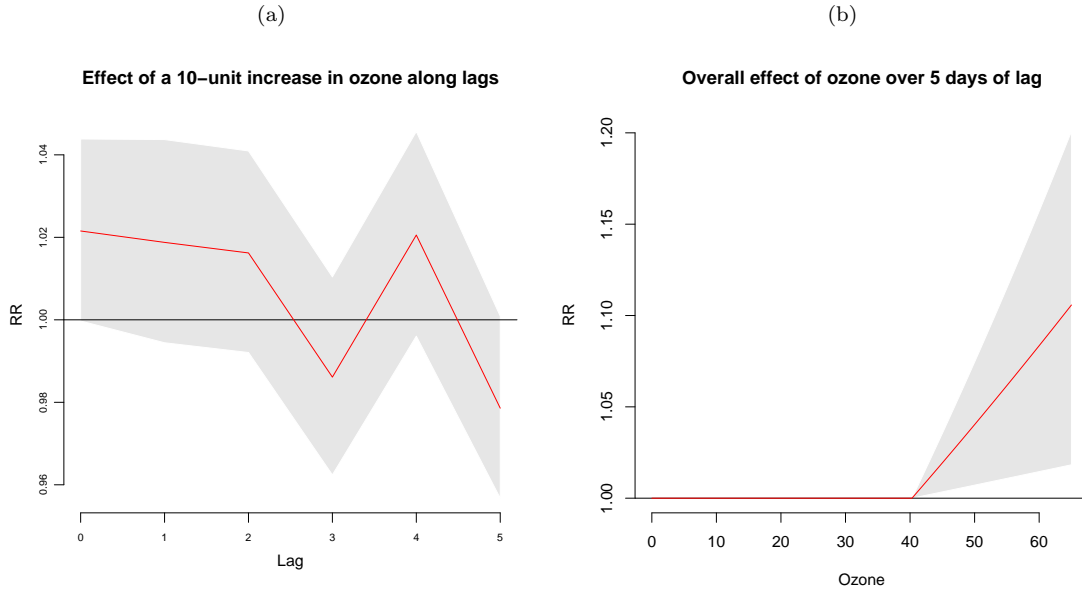 (a)
Effect of a 10−unit increase in ozone along lags
RR
1.04
1.02
1.00
0.98
0.96
0 1 2 3 4 5
Lag
(b)
Overall effect of ozone over 5 days of lag
RR
1.20
1.15
1.10
1.05
1.00
0 10 20 30 40 50 60
Ozone